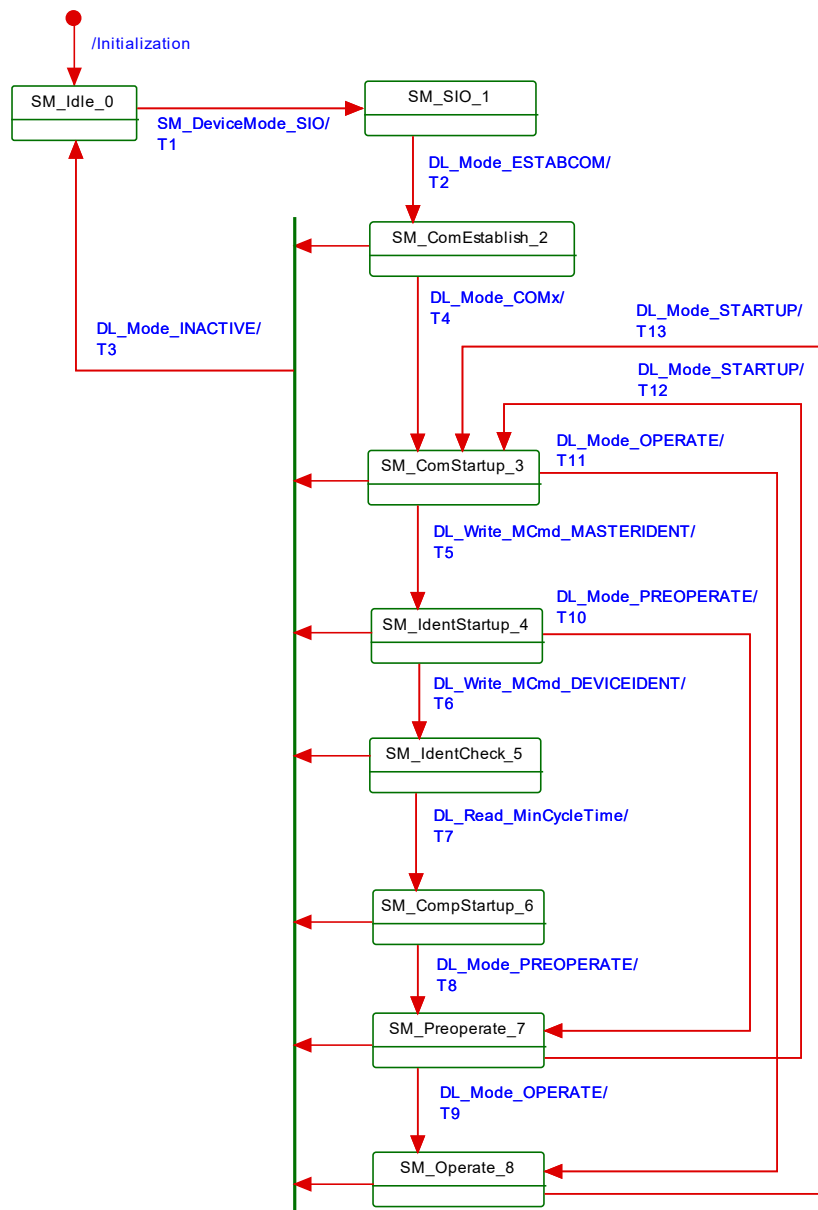 /Initialization
SM_Idle_0
SM_SIO_1
SM_DeviceMode_SIO/
T1
DL_Mode_ESTABCOM/
T2
SM_ComEstablish_2
DL_Mode_COMx/
T4
DL_Mode_STARTUP/
T13
DL_Mode_INACTIVE/
T3
DL_Mode_STARTUP/
T12
SM_ComStartup_3
DL_Mode_OPERATE/
T11
DL_Write_MCmd_MASTERIDENT/
T5
DL_Mode_PREOPERATE/
T10
SM_IdentStartup_4
DL_Write_MCmd_DEVICEIDENT/
T6
SM_IdentCheck_5
DL_Read_MinCycleTime/
T7
SM_CompStartup_6
DL_Mode_PREOPERATE/
T8
SM_Preoperate_7
DL_Mode_OPERATE/
T9
SM_Operate_8